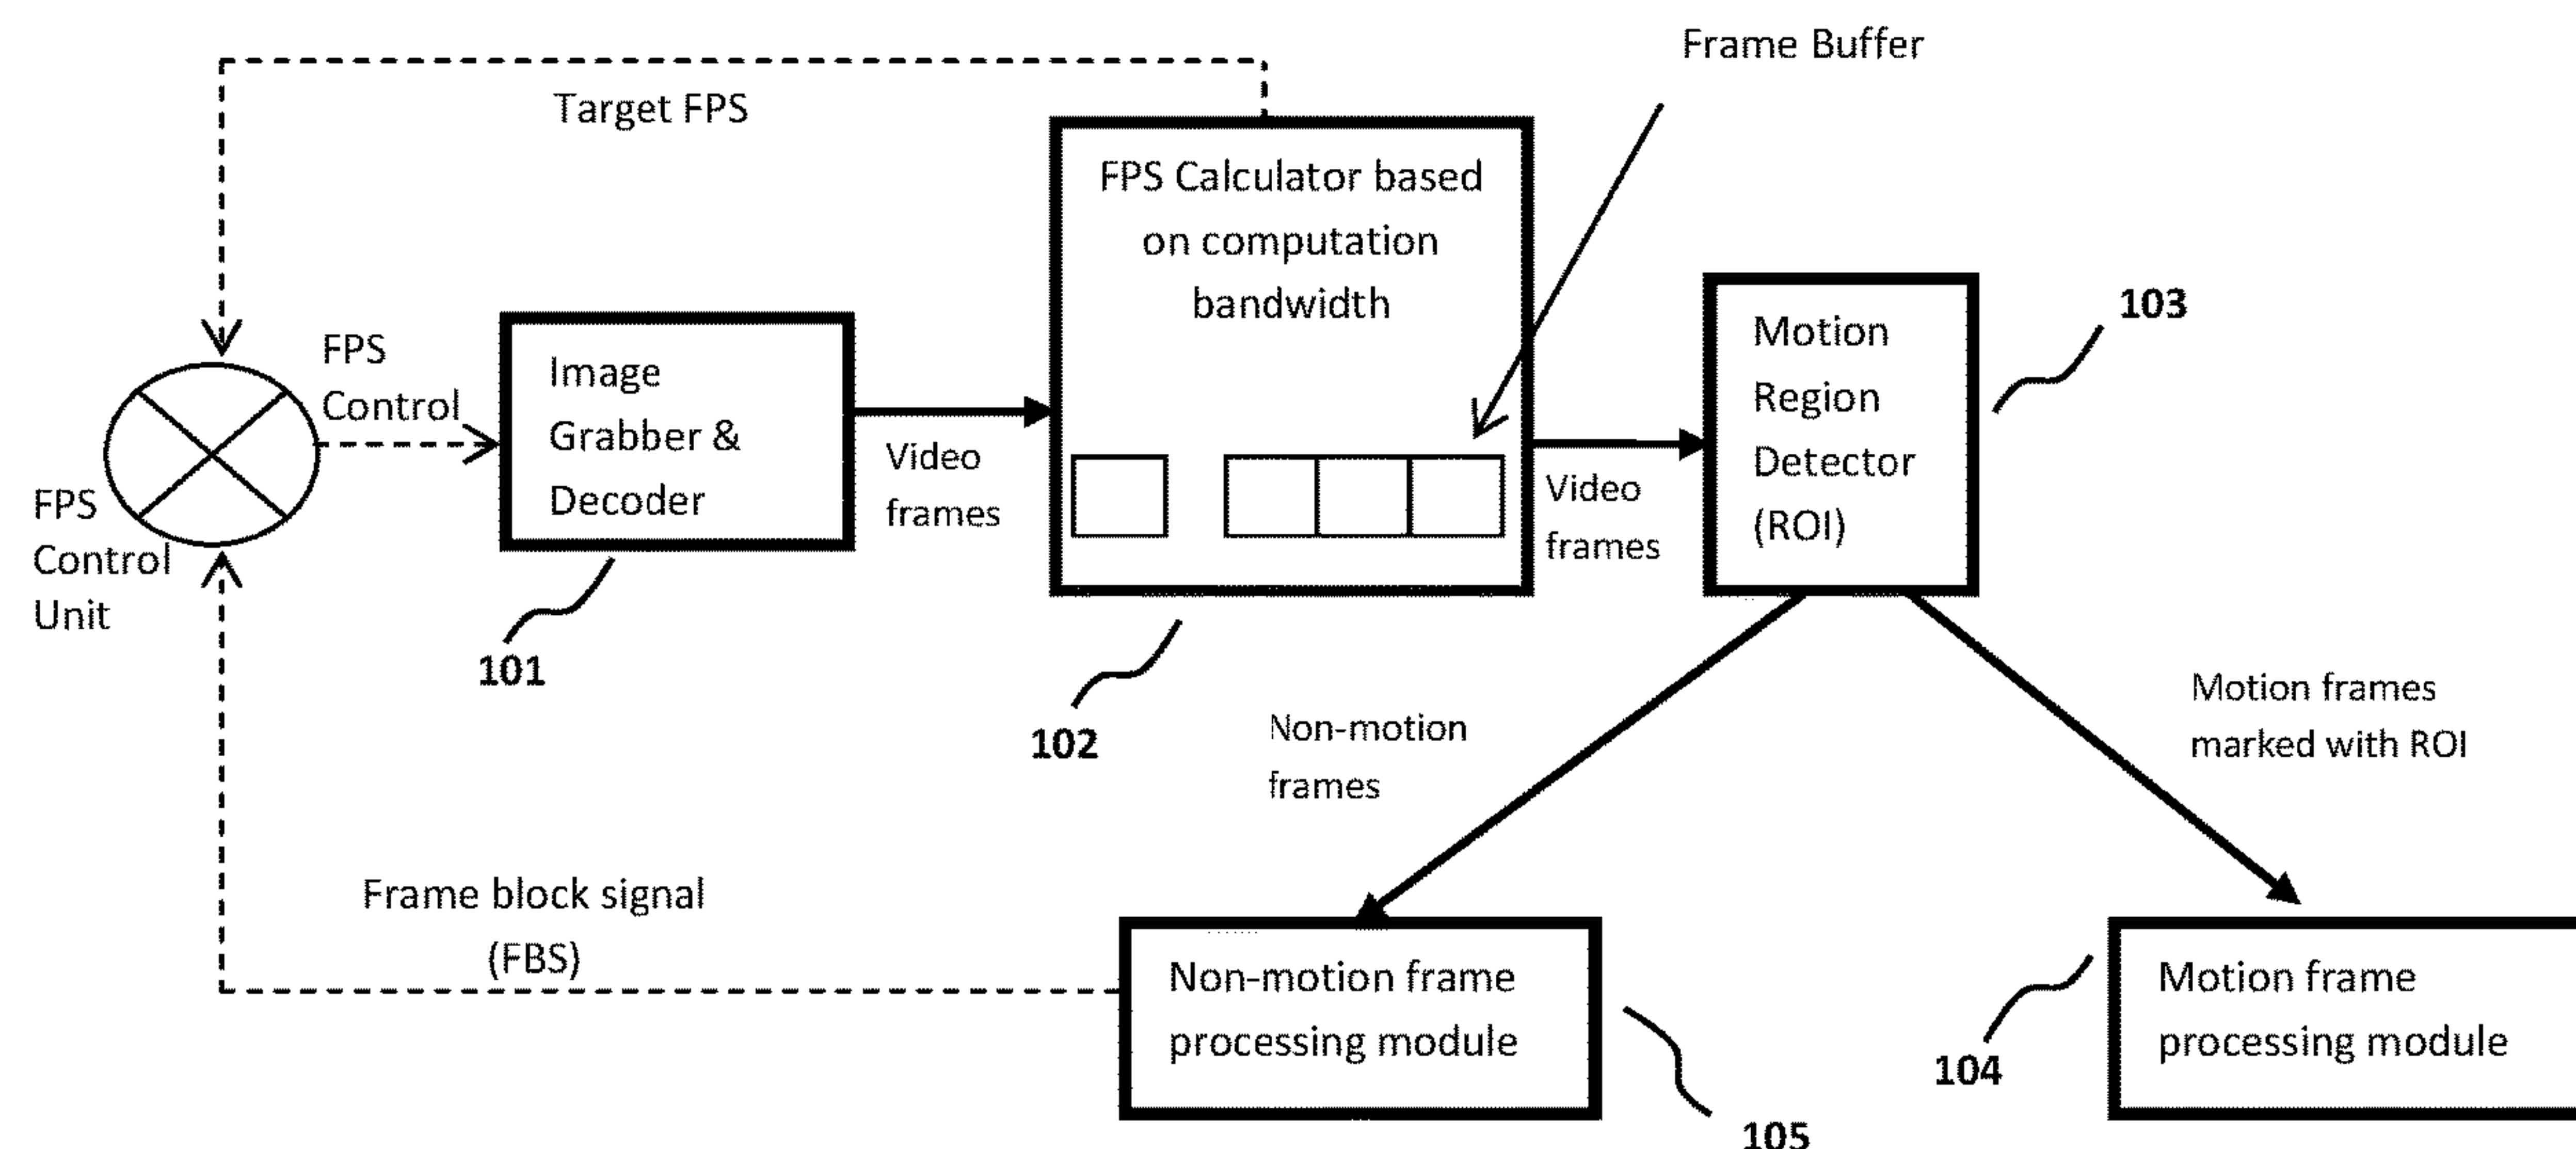 Frame Buffer
Target FPS
FPS Calculator based
on computation
bandwidth
FPS
Control
Image
Grabber &
Decoder
Video
frames
Video
frames
Motion
Region
Detector
(ROI)
103
FPS
Control
Unit
101
102
Non-motion
frames
Motion frames
marked with ROI
Frame block signal
(FBS)
Non-motion frame
processing module
105
Motion frame
processing module
104